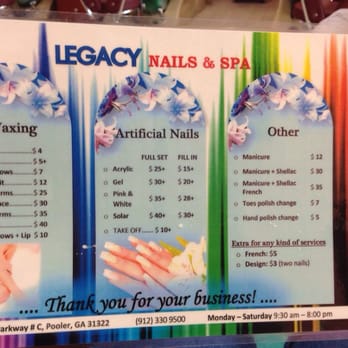 LEGACY NAILS & SPA
Waxing
$ 4
$ 5+
ows $ 7
it $ 12
rms $ 25
ce $ 30
rms $ 35
$ 40
ows + Lip $ 10
Artificial Nails
FULL SET FILL IN
Acrylic $ 25+ $ 15+
Gel $ 30+ $ 20+
Pink & White $ 35+ $ 28+
Solar $ 40+ $ 30+
TAKE OFF...... $ 10+
Other
Manicure $ 12
Manicure + Shellac $ 30
Manicure + Shellac French $ 35
Toes polish change $ 7
Hand polish change $ 5
Extra for any kind of services
French: $5
Design: $3 (two nails)
.... Thank you for your business! ....
arkway # C, Pooler, GA 31322 (912) 330 9500 Monday – Saturday 9:30 am – 8:00 pm